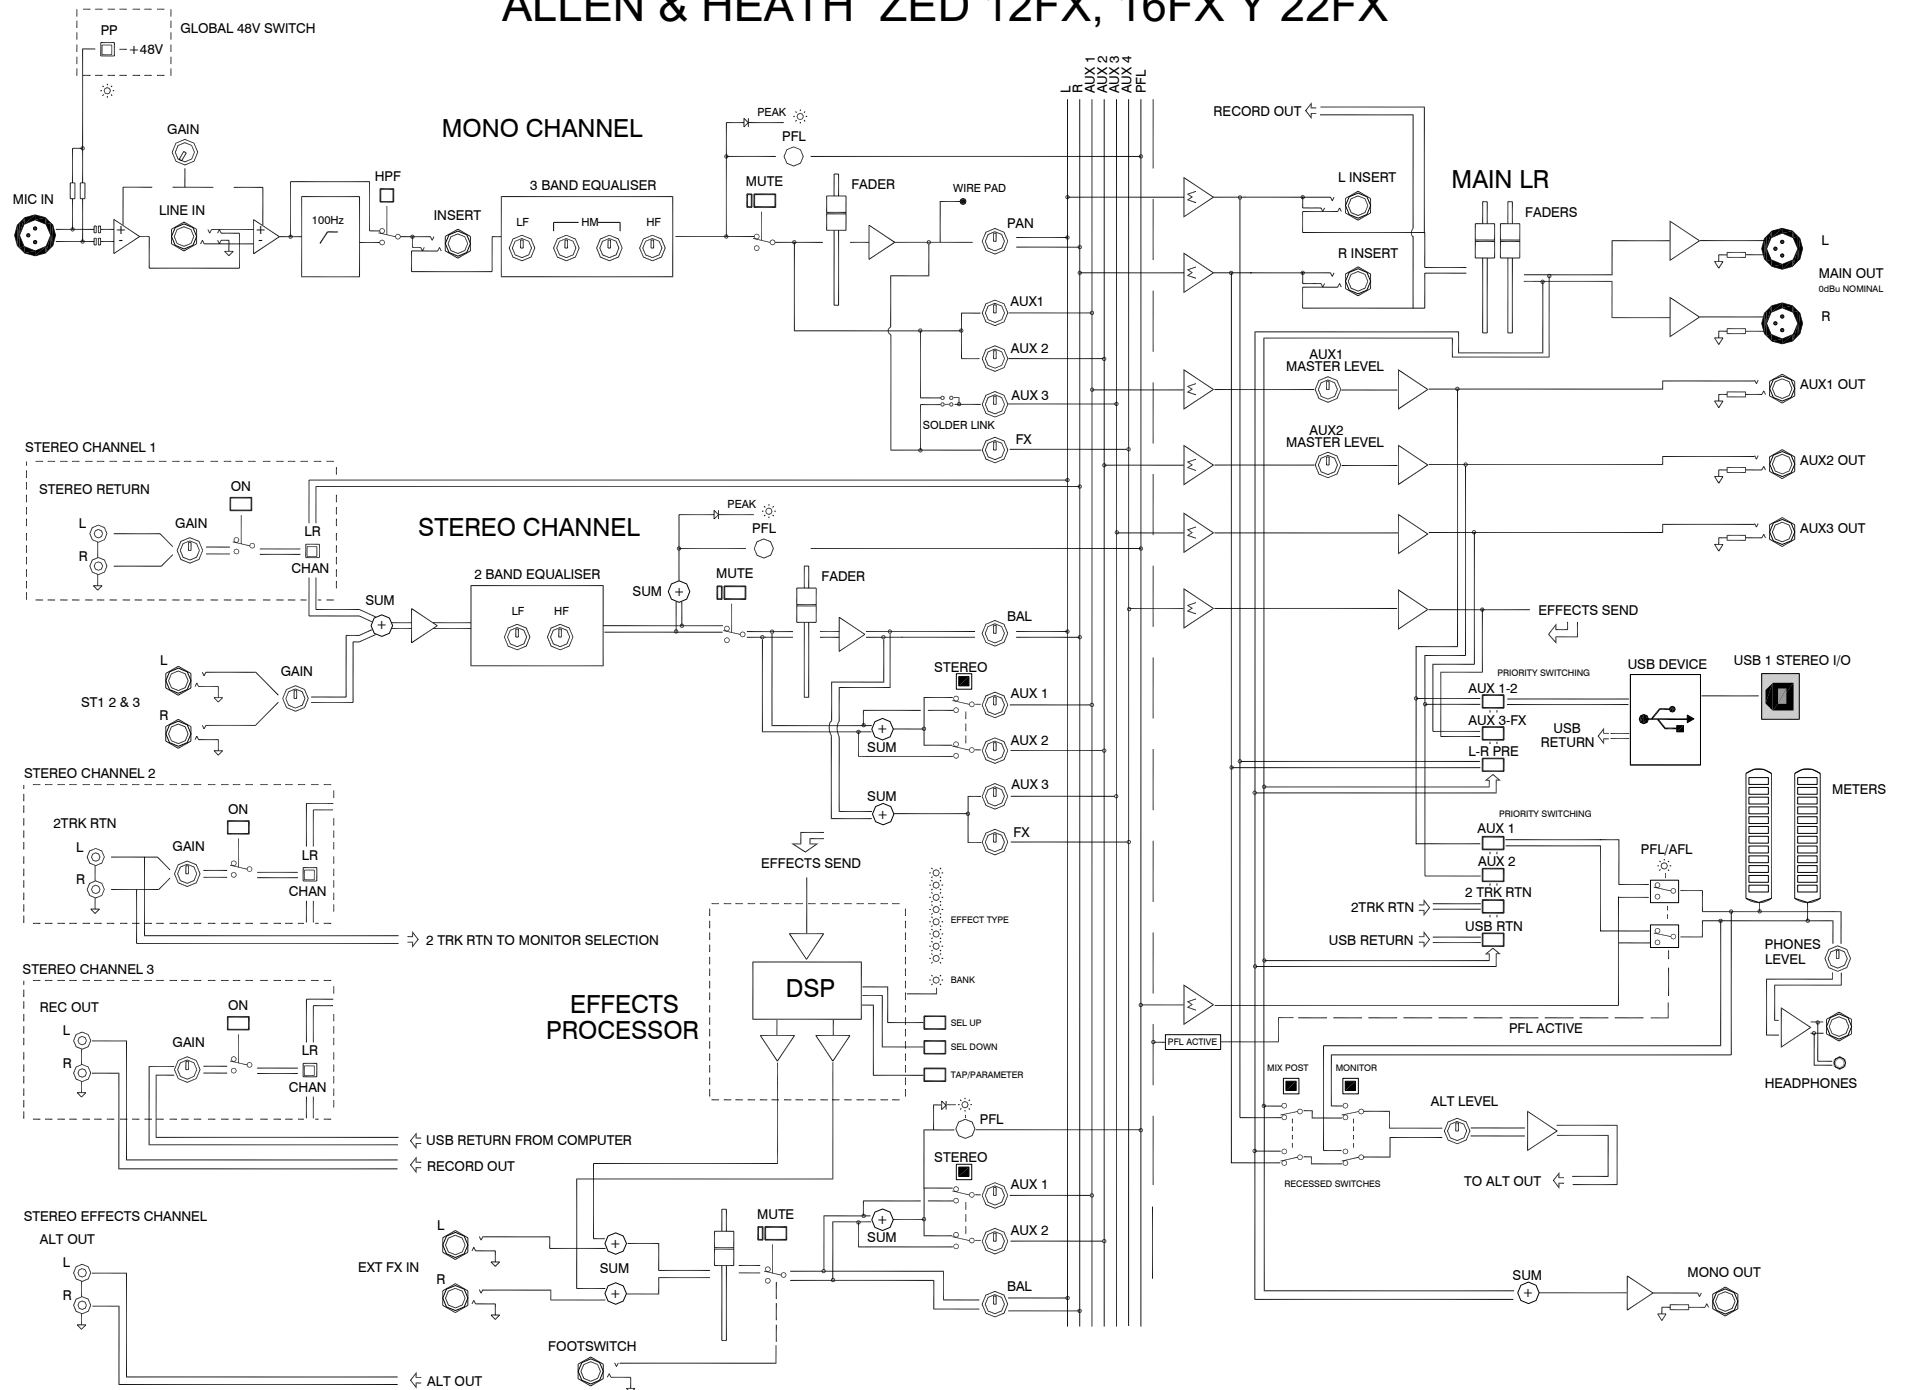 ALLEN & HEATH ZED 12FX, 16FX Y 22FX
PP
+48V
GLOBAL 48V SWITCH
L
R
AUX 1
AUX 2
AUX 3
AUX 4
PFL
MONO CHANNEL
GAIN
MIC IN
LINE IN
+
-
+
-
100Hz
HPF
INSERT
3 BAND EQUALISER
LF
HM
HF
PEAK
PFL
MUTE
FADER
WIRE PAD
PAN
AUX1
AUX 2
AUX 3
SOLDER LINK
FX
RECORD OUT
L INSERT
R INSERT
MAIN LR
FADERS
L
MAIN OUT
0dBu NOMINAL
R
AUX1
MASTER LEVEL
AUX1 OUT
AUX2
MASTER LEVEL
AUX2 OUT
AUX3 OUT
EFFECTS SEND
STEREO CHANNEL 1
STEREO RETURN
L
R
GAIN
ON
LR
CHAN
STEREO CHANNEL
SUM
+
ST1 2 & 3
L
R
GAIN
2 BAND EQUALISER
LF
HF
PEAK
PFL
SUM
+
MUTE
FADER
BAL
STEREO
AUX 1
+
SUM
AUX 2
SUM
+
AUX 3
FX
PRIORITY SWITCHING
AUX 1-2
AUX 3-FX
L-R PRE
USB DEVICE
USB 1 STEREO I/O
USB
RETURN
METERS
STEREO CHANNEL 2
2TRK RTN
L
R
GAIN
ON
LR
CHAN
2 TRK RTN TO MONITOR SELECTION
PRIORITY SWITCHING
AUX 1
AUX 2
2 TRK RTN
2TRK RTN
USB RTN
USB RETURN
PFL/AFL
PHONES
LEVEL
HEADPHONES
PFL ACTIVE
PFL ACTIVE
STEREO CHANNEL 3
REC OUT
L
R
GAIN
ON
LR
CHAN
USB RETURN FROM COMPUTER
RECORD OUT
EFFECTS SEND
EFFECTS
PROCESSOR
DSP
EFFECT TYPE
BANK
SEL UP
SEL DOWN
TAP/PARAMETER
PFL
STEREO
AUX 1
+
SUM
AUX 2
BAL
MIX POST
MONITOR
RECESSED SWITCHES
ALT LEVEL
TO ALT OUT
STEREO EFFECTS CHANNEL
ALT OUT
L
R
ALT OUT
EXT FX IN
L
R
+
SUM
+
MUTE
FOOTSWITCH
SUM
+
MONO OUT